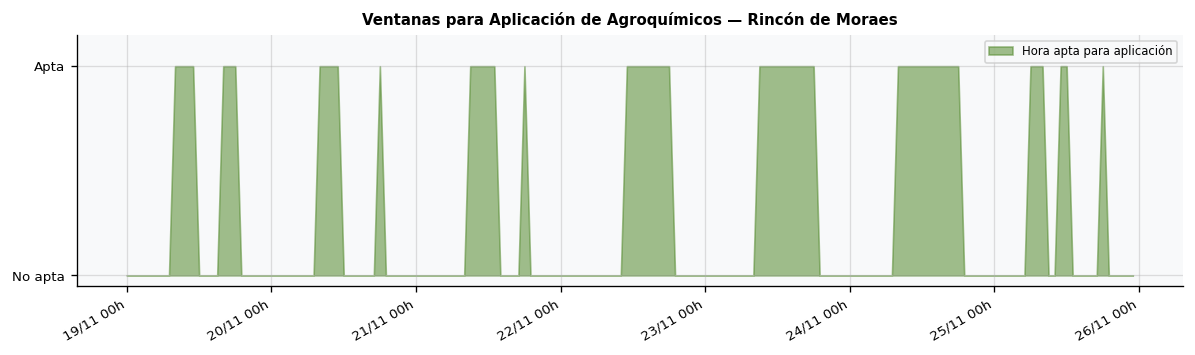 Ventanas para Aplicación de Agroquímicos — Rincón de Moraes
Hora apta para aplicación
Apta
No apta
19/11 00h
20/11 00h
21/11 00h
22/11 00h
23/11 00h
24/11 00h
25/11 00h
26/11 00h